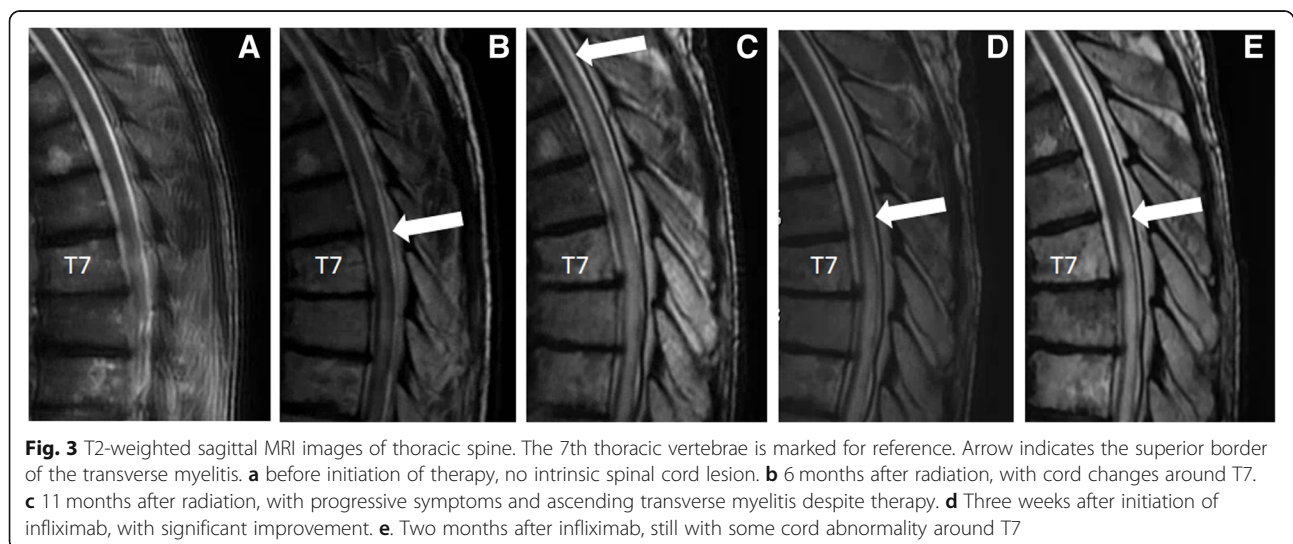 A
B
C
D
E
T7
T7
T7
T7
T7
Fig. 3 T2-weighted sagittal MRI images of thoracic spine. The 7th thoracic vertebrae is marked for reference. Arrow indicates the superior border
of the transverse myelitis. a before initiation of therapy, no intrinsic spinal cord lesion. b 6 months after radiation, with cord changes around T7.
c 11 months after radiation, with progressive symptoms and ascending transverse myelitis despite therapy. d Three weeks after initiation of
infliximab, with significant improvement. e. Two months after infliximab, still with some cord abnormality around T7